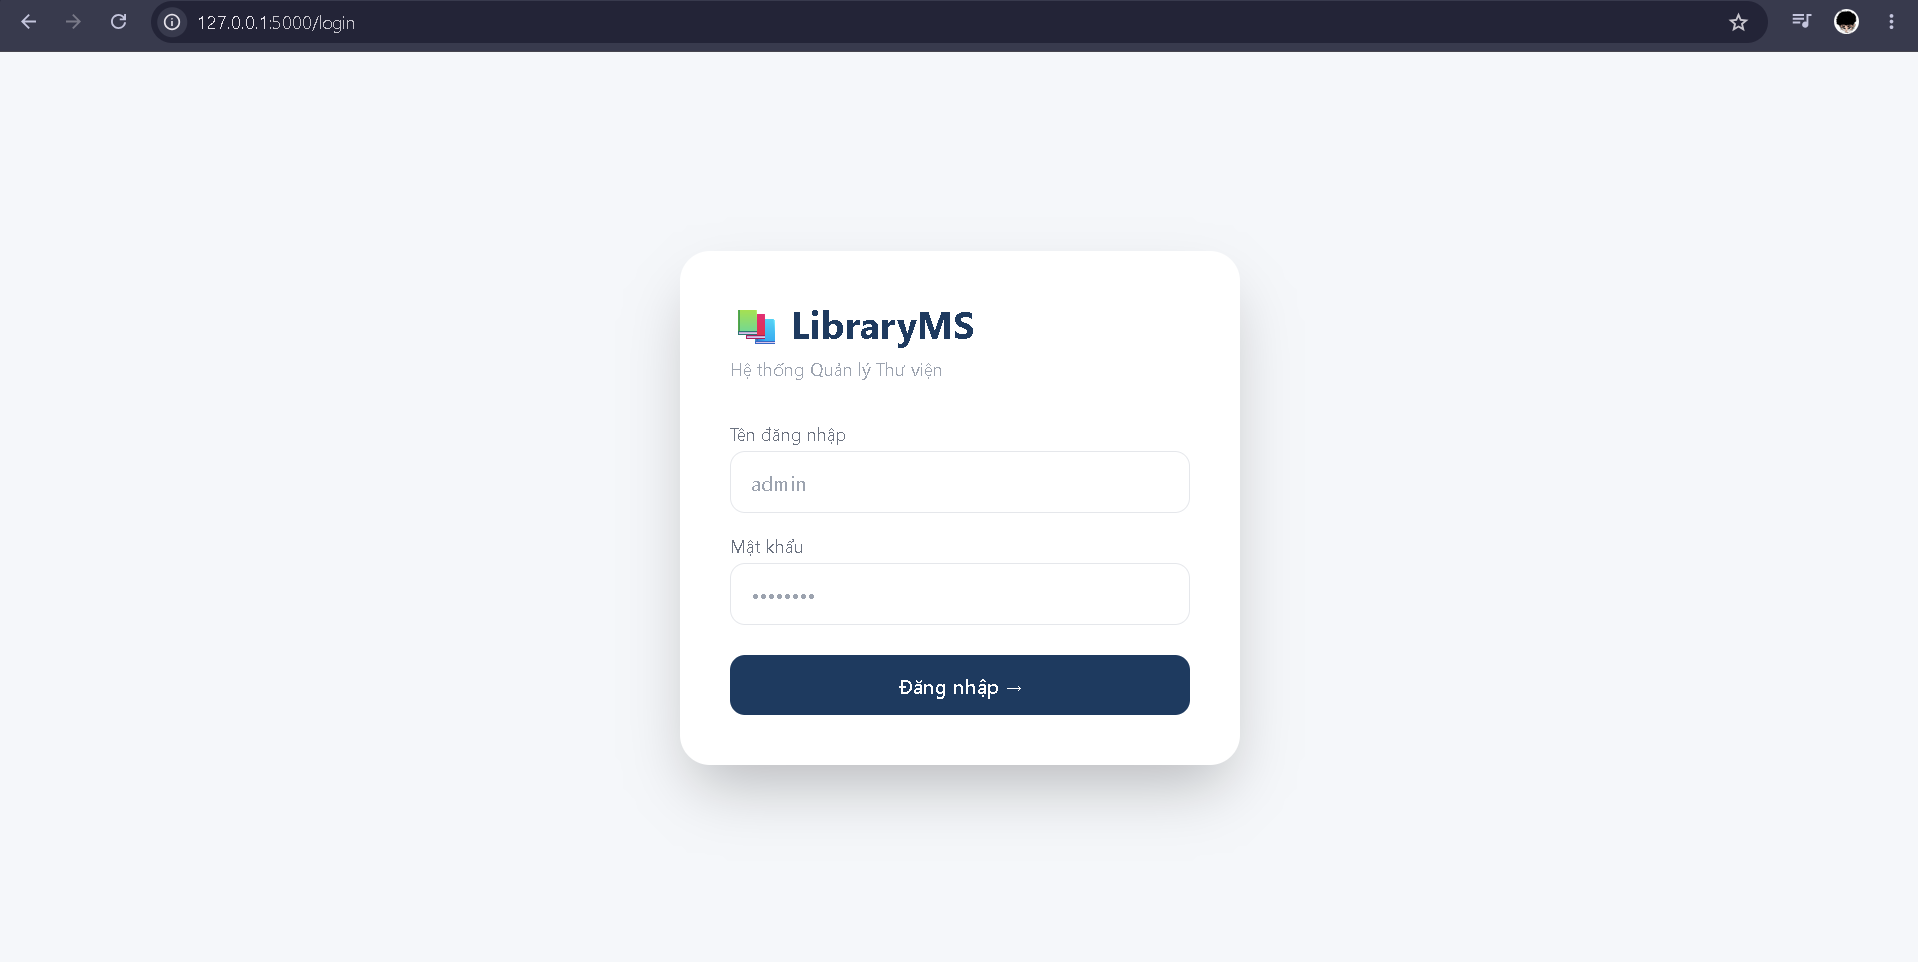 127.0.0.1:5000/login
LibraryMS
Hệ thống Quản lý Thư viện
Tên đăng nhập
admin
Mật khẩu
••••••••
Đăng nhập →